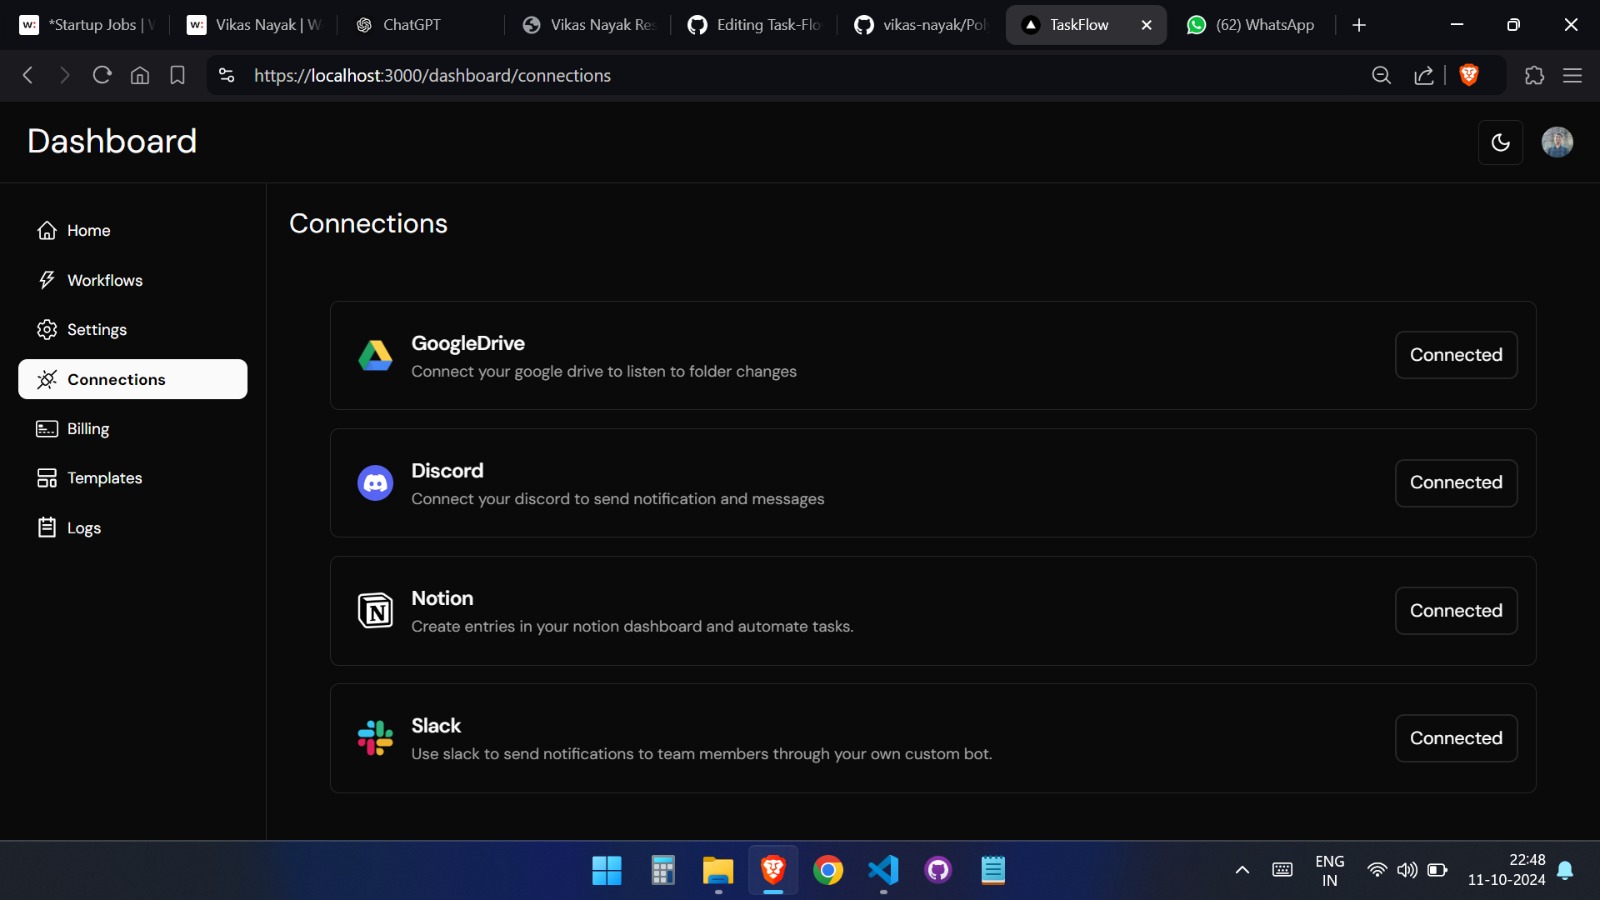 *Startup Jobs |
Vikas Nayak | W
ChatGPT
Vikas Nayak Res
Editing Task-Flo
vikas-nayak/Pol
TaskFlow
(62) WhatsApp
https://localhost:3000/dashboard/connections
Dashboard
Home
Workflows
Settings
Connections
Billing
Templates
Logs
Connections
GoogleDrive
Connect your google drive to listen to folder changes
Connected
Discord
Connect your discord to send notification and messages
Connected
Notion
Create entries in your notion dashboard and automate tasks.
Connected
Slack
Use slack to send notifications to team members through your own custom bot.
Connected
ENG
IN
22:48
11-10-2024